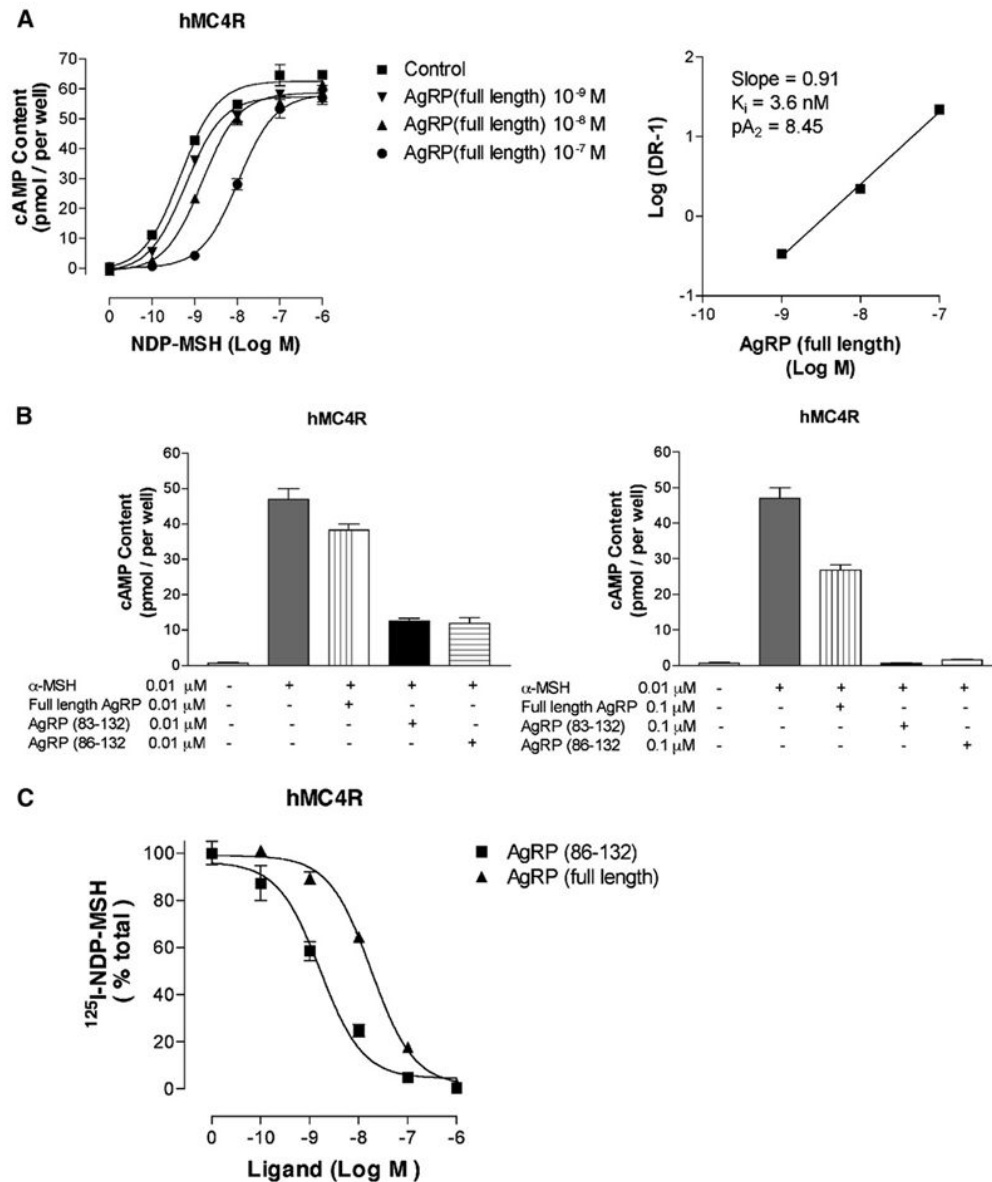 A
hMC4R
cAMP Content
(pmol / per well)
70
60
50
40
30
20
10
0
0 -10 -9 -8 -7 -6
NDP-MSH (Log M)
Control
AgRP(full length) 10⁻⁹ M
AgRP(full length) 10⁻⁸ M
AgRP(full length) 10⁻⁷ M
Log (DR-1)
2
1
0
-1
Slope = 0.91
Kᵢ = 3.6 nM
pA₂ = 8.45
-10 -9 -8 -7
AgRP (full length)
(Log M)
B
hMC4R
cAMP Content
(pmol / per well)
60
50
40
30
20
10
0
α-MSH 0.01 μM - + + + +
Full length AgRP 0.01 μM - - + - -
AgRP (83-132) 0.01 μM - - - + -
AgRP (86-132 0.01 μM - - - - +
hMC4R
cAMP Content
(pmol / per well)
60
50
40
30
20
10
0
α-MSH 0.01 μM - + + + +
Full length AgRP 0.1 μM - - + - -
AgRP (83-132) 0.1 μM - - - + -
AgRP (86-132 0.1 μM - - - - +
C
hMC4R
¹²⁵I-NDP-MSH
( % total )
100
80
60
40
20
0
0 -10 -9 -8 -7 -6
Ligand (Log M )
AgRP (86-132)
AgRP (full length)